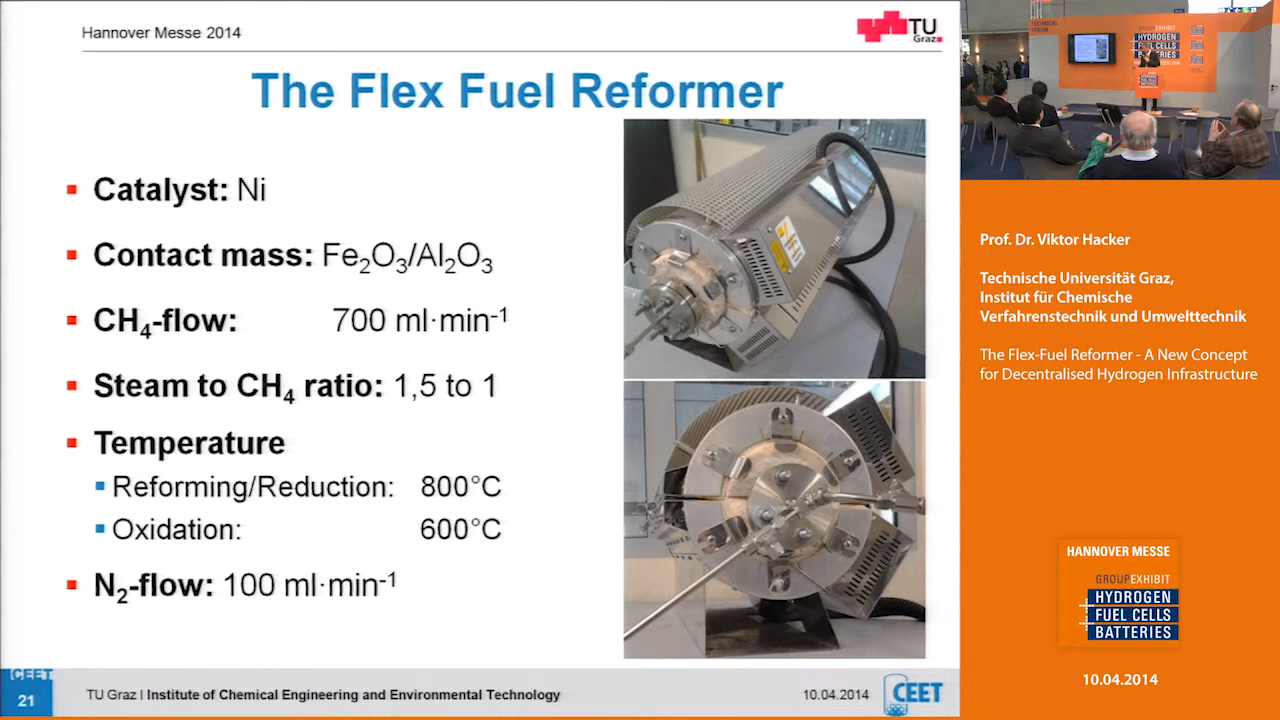 Hannover Messe 2014
TU
Graz
The Flex Fuel Reformer
Catalyst: Ni
Contact mass: Fe₂O₃/Al₂O₃
CH₄-flow: 700 ml·min⁻¹
Steam to CH₄ ratio: 1,5 to 1
Temperature
Reforming/Reduction: 800°C
Oxidation: 600°C
N₂-flow: 100 ml·min⁻¹
CEET
21
TU Graz I Institute of Chemical Engineering and Environmental Technology
10.04.2014
CEET
TECHNICAL
FORUM
GROUPEXHIBIT
HYDROGEN
FUEL CELLS
BATTERIES
Prof. Dr. Viktor Hacker
Technische Universität Graz,
Institut für Chemische
Verfahrenstechnik und Umwelttechnik
The Flex-Fuel Reformer - A New Concept
for Decentralised Hydrogen Infrastructure
HANNOVER MESSE
GROUPEXHIBIT
HYDROGEN
FUEL CELLS
BATTERIES
10.04.2014